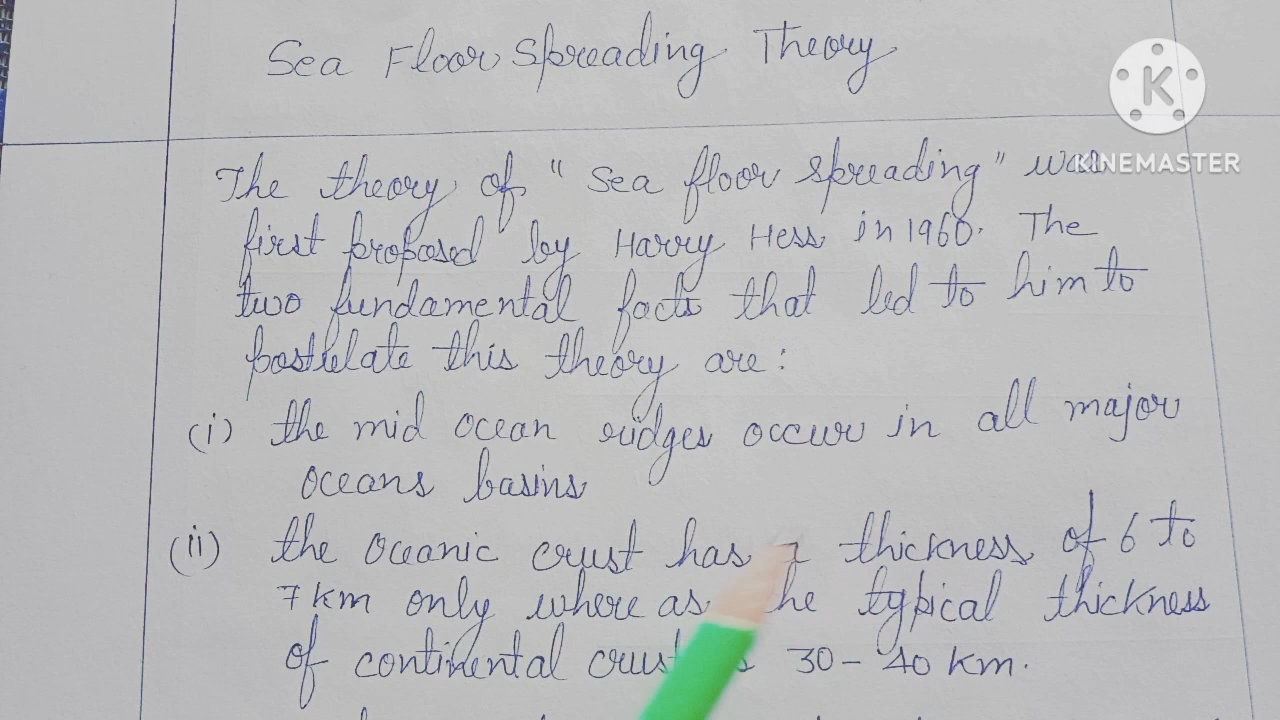 Sea Floor Spreading Theory
K
KINEMASTER
The theory of "Sea floor spreading" was
first proposed by Harry Hess in 1960. The
two fundamental facts that led to him to
postulate this theory are:
(i) the mid ocean ridges occur in all major
oceans basins
(ii) the oceanic crust has a thickness of 6 to
7 km only where as the typical thickness
of continental crust is 30 - 40 km.